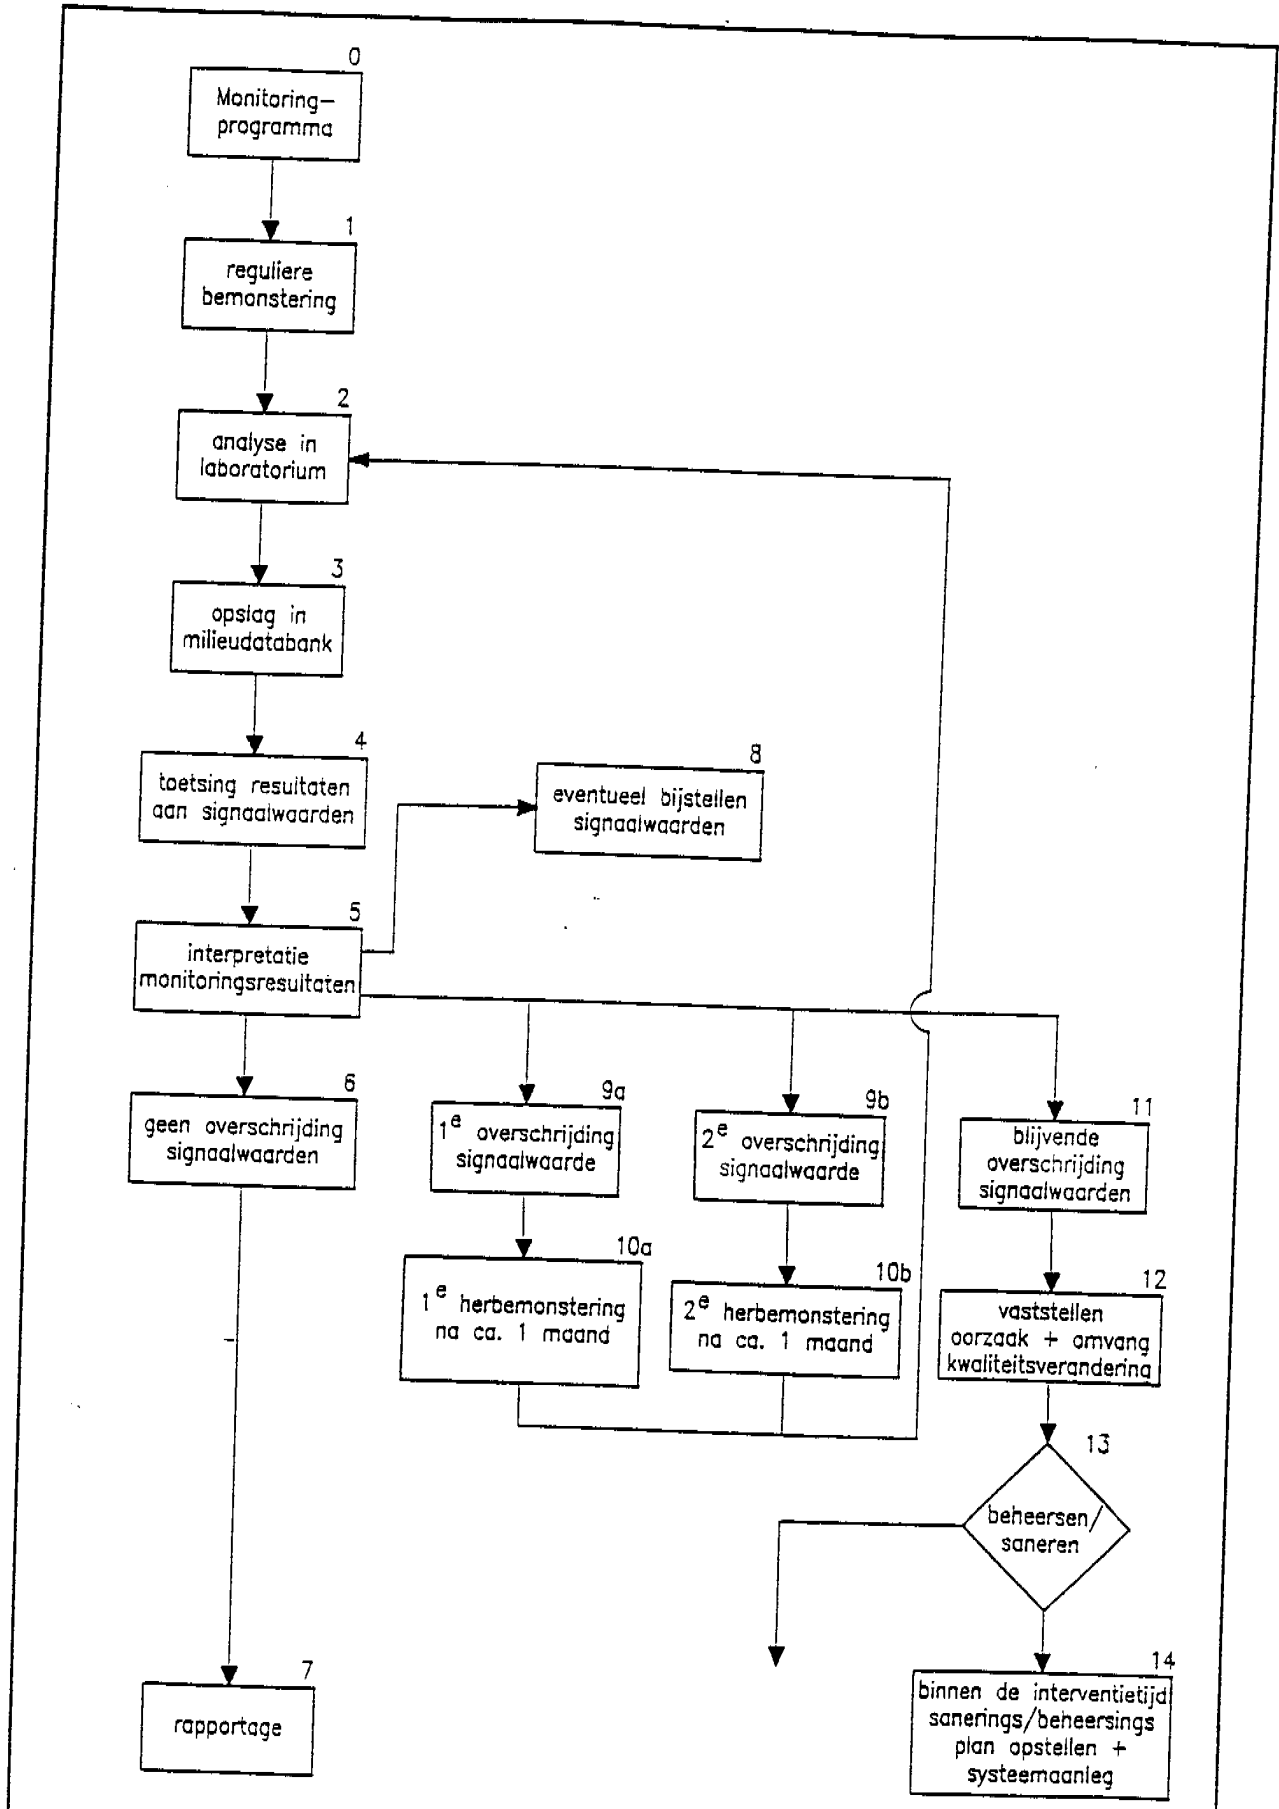 0
Monitoring-
programma
1
reguliere
bemonstering
2
analyse in
laboratorium
3
opslag in
milieudatabank
4
toetsing resultaten
aan signaalwaarden
8
eventueel bijstellen
signaalwaarden
5
interpretatie
monitoringsresultaten
6
geen overschrijding
signaalwaarden
9a
1e overschrijding
signaalwaarde
9b
2e overschrijding
signaalwaarde
11
blijvende
overschrijding
signaalwaarden
10a
1e herbemonstering
na ca. 1 maand
10b
2e herbemonstering
na ca. 1 maand
12
vaststellen
oorzaak + omvang
kwaliteitsverandering
13
beheersen/
saneren
7
rapportage
14
binnen de interventietijd
sanerings/beheersings
plan opstellen +
systeemaanleg